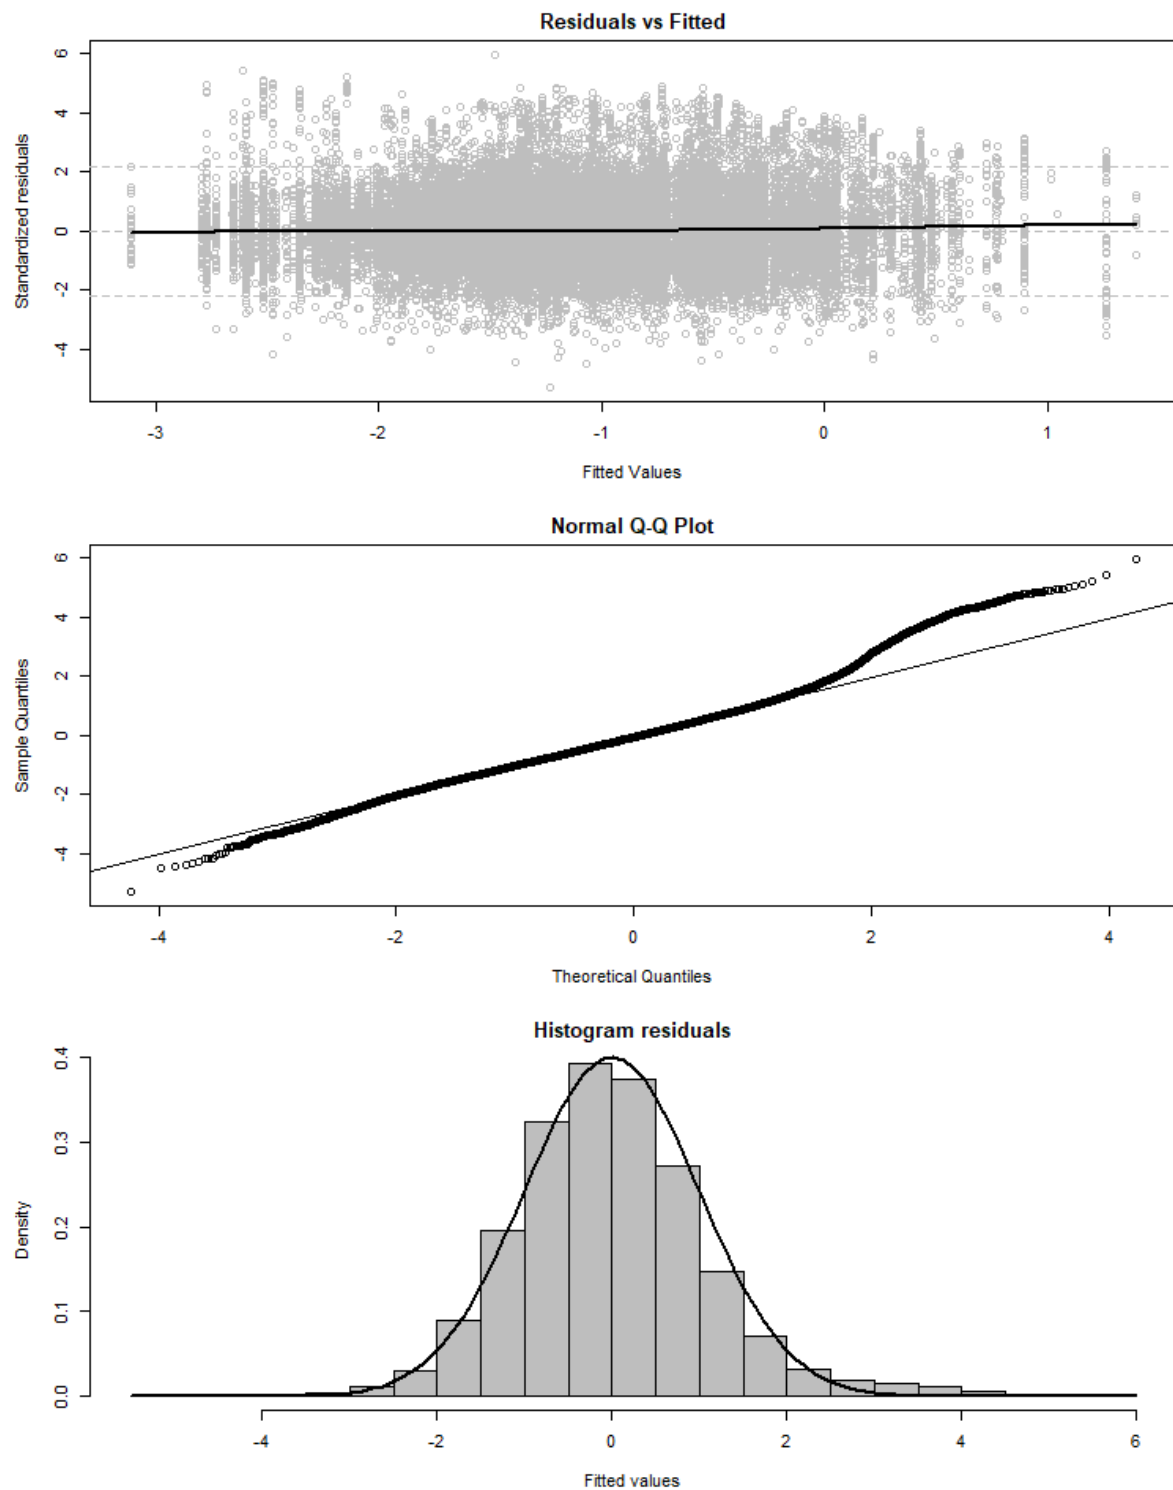 Residuals vs Fitted
Standardized residuals
6
4
2
0
-2
-4
-3 -2 -1 0 1
Fitted Values
Normal Q-Q Plot
Sample Quantiles
6
4
2
0
-2
-4
-4 -2 0 2 4
Theoretical Quantiles
Histogram residuals
Density
0.4
0.3
0.2
0.1
0.0
-4 -2 0 2 4 6
Fitted values